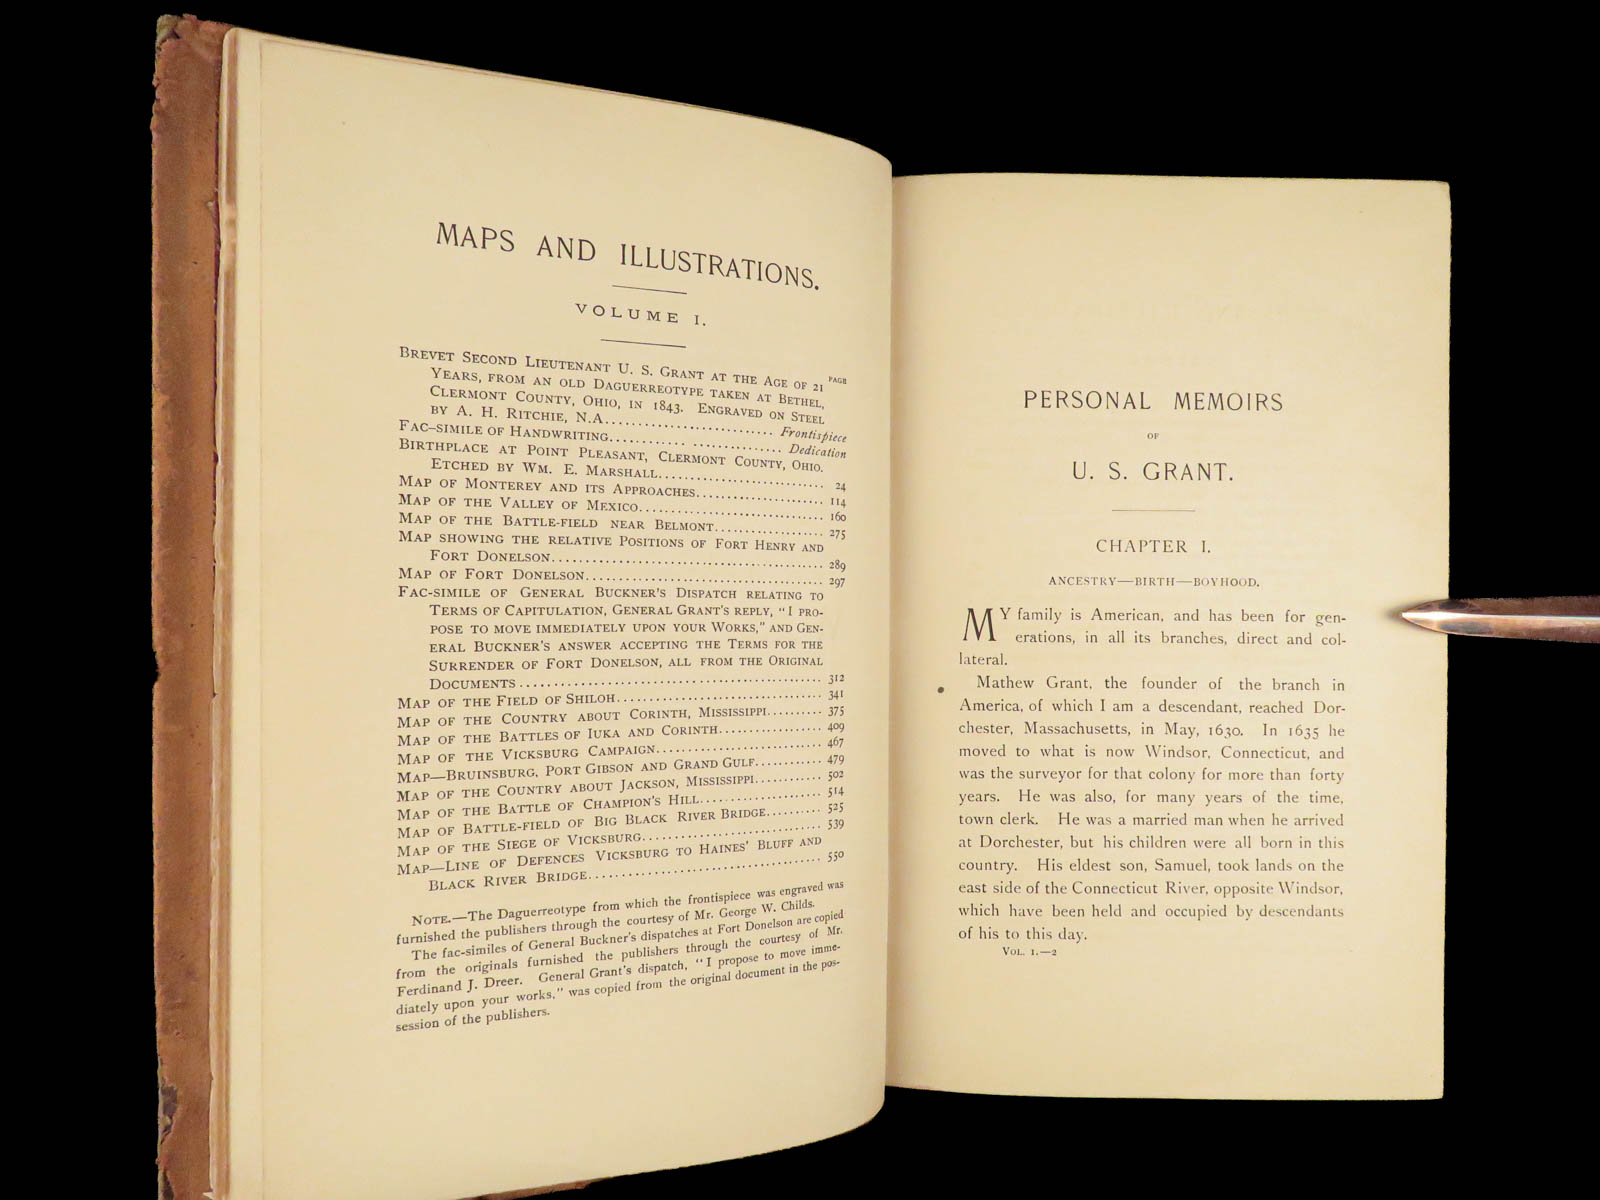 MAPS AND ILLUSTRATIONS.
VOLUME I.
PAGE
BREVET SECOND LIEUTENANT U. S. GRANT AT THE AGE OF 21
YEARS, FROM AN OLD DAGUERREOTYPE TAKEN AT BETHEL,
CLERMONT COUNTY, OHIO, IN 1843. ENGRAVED ON STEEL
BY A. H. RITCHIE, N.A. Frontispiece
FAC-SIMILE OF HANDWRITING Dedication
BIRTHPLACE AT POINT PLEASANT, CLERMONT COUNTY, OHIO.
ETCHED BY WM. E. MARSHALL 24
MAP OF MONTEREY AND ITS APPROACHES 114
MAP OF THE VALLEY OF MEXICO 160
MAP OF THE BATTLE-FIELD NEAR BELMONT 275
MAP SHOWING THE RELATIVE POSITIONS OF FORT HENRY AND
FORT DONELSON 289
MAP OF FORT DONELSON 297
FAC-SIMILE OF GENERAL BUCKNER'S DISPATCH RELATING TO
TERMS OF CAPITULATION, GENERAL GRANT'S REPLY, "I PRO-
POSE TO MOVE IMMEDIATELY UPON YOUR WORKS," AND GEN-
ERAL BUCKNER'S ANSWER ACCEPTING THE TERMS FOR THE
SURRENDER OF FORT DONELSON, ALL FROM THE ORIGINAL
DOCUMENTS 312
MAP OF THE FIELD OF SHILOH 341
MAP OF THE COUNTRY ABOUT CORINTH, MISSISSIPPI 375
MAP OF THE BATTLES OF IUKA AND CORINTH 409
MAP OF THE VICKSBURG CAMPAIGN 467
MAP—BRUINSBURG, PORT GIBSON AND GRAND GULF 479
MAP OF THE COUNTRY ABOUT JACKSON, MISSISSIPPI 502
MAP OF THE BATTLE OF CHAMPION'S HILL 514
MAP OF BATTLE-FIELD OF BIG BLACK RIVER BRIDGE 525
MAP OF THE SIEGE OF VICKSBURG 539
MAP—LINE OF DEFENCES VICKSBURG TO HAINES' BLUFF AND
BLACK RIVER BRIDGE 550
NOTE.—The Daguerreotype from which the frontispiece was engraved was
furnished the publishers through the courtesy of Mr. George W. Childs.
The fac-similes of General Buckner's dispatches at Fort Donelson are copied
from the originals furnished the publishers through the courtesy of Mr.
Ferdinand J. Dreer. General Grant's dispatch, "I propose to move imme-
diately upon your works," was copied from the original document in the pos-
session of the publishers.
PERSONAL MEMOIRS
OF
U. S. GRANT.
CHAPTER I.
ANCESTRY—BIRTH—BOYHOOD.
MY family is American, and has been for gen-
erations, in all its branches, direct and col-
lateral.
Mathew Grant, the founder of the branch in
America, of which I am a descendant, reached Dor-
chester, Massachusetts, in May, 1630. In 1635 he
moved to what is now Windsor, Connecticut, and
was the surveyor for that colony for more than forty
years. He was also, for many years of the time,
town clerk. He was a married man when he arrived
at Dorchester, but his children were all born in this
country. His eldest son, Samuel, took lands on the
east side of the Connecticut River, opposite Windsor,
which have been held and occupied by descendants
of his to this day.
VOL. I.—2